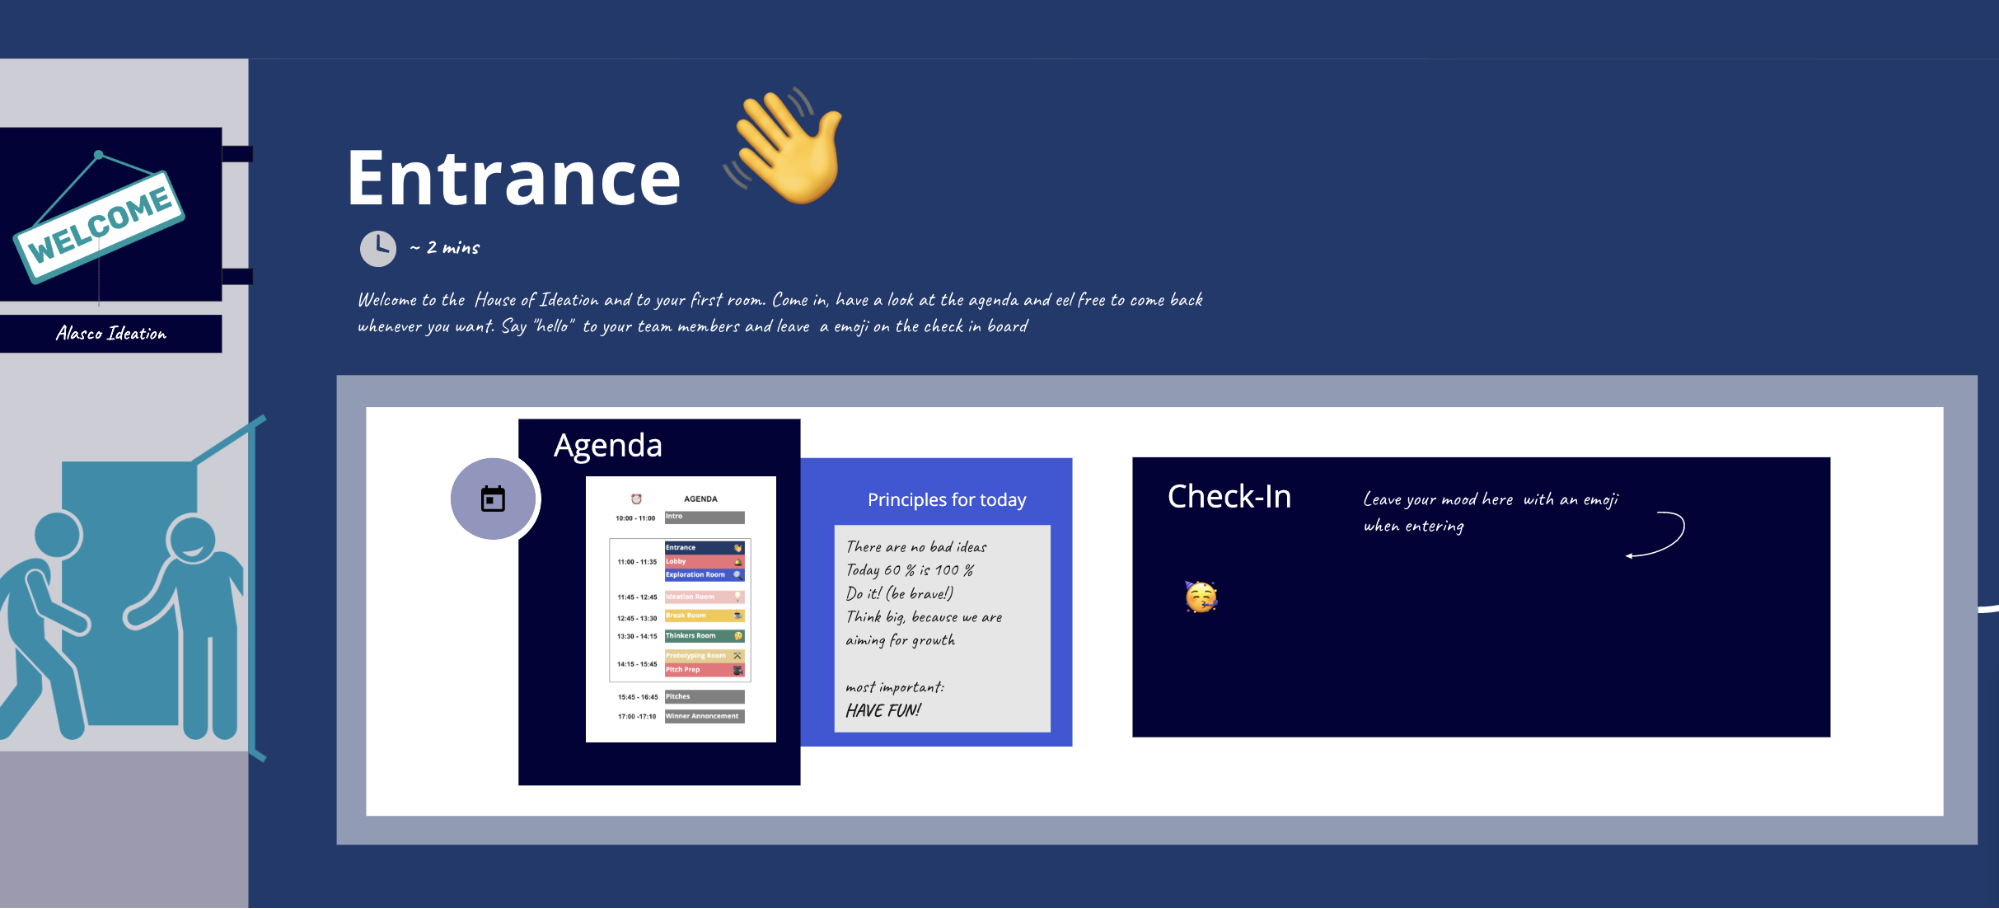 WELCOME
Alasco Ideation
Entrance
~ 2 mins
Welcome to the House of Ideation and to your first room. Come in, have a look at the agenda and eel free to come back
whenever you want. Say "hello" to your team members and leave a emoji on the check in board
Agenda
AGENDA
10:00 - 11:00 Intro
Entrance
11:00 - 11:35 Lobby
Exploration Room
11:45 - 12:45 Ideation Room
12:45 - 13:30 Break Room
13:30 - 14:15 Thinkers Room
Prototyping Room
14:15 - 15:45
Pitch Prep
15:45 - 16:45 Pitches
17:00 -17:10 Winner Annoncement
Principles for today
There are no bad ideas
Today 60 % is 100 %
Do it! (be brave!)
Think big, because we are
aiming for growth
most important:
HAVE FUN!
Check-In
Leave your mood here with an emoji
when entering